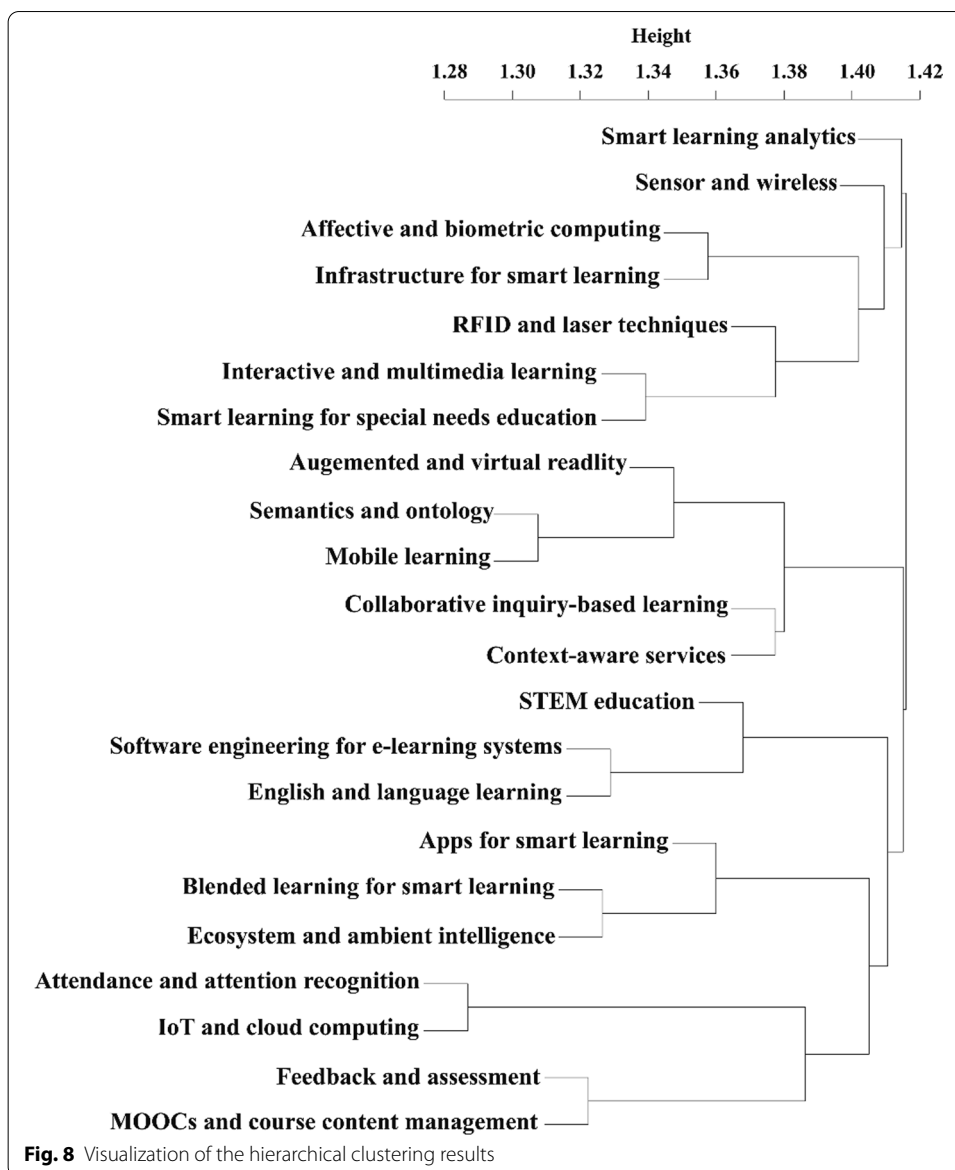 Height
1.28 1.30 1.32 1.34 1.36 1.38 1.40 1.42
Smart learning analytics
Sensor and wireless
Affective and biometric computing
Infrastructure for smart learning
RFID and laser techniques
Interactive and multimedia learning
Smart learning for special needs education
Augemented and virtual readlity
Semantics and ontology
Mobile learning
Collaborative inquiry-based learning
Context-aware services
STEM education
Software engineering for e-learning systems
English and language learning
Apps for smart learning
Blended learning for smart learning
Ecosystem and ambient intelligence
Attendance and attention recognition
IoT and cloud computing
Feedback and assessment
MOOCs and course content management
Fig. 8 Visualization of the hierarchical clustering results